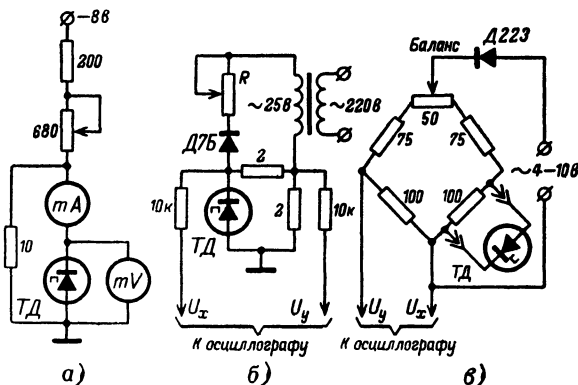 -8в
200
680
mA
10
mV
ТД
а)
R
~25в
~220в
Д7Б
2
10к
2
10к
ТД
Ux
Uy
К осциллографу
б)
Баланс
Д223
50
75
75
~4-10в
100
100
ТД
Uy
Ux
К осциллографу
в)